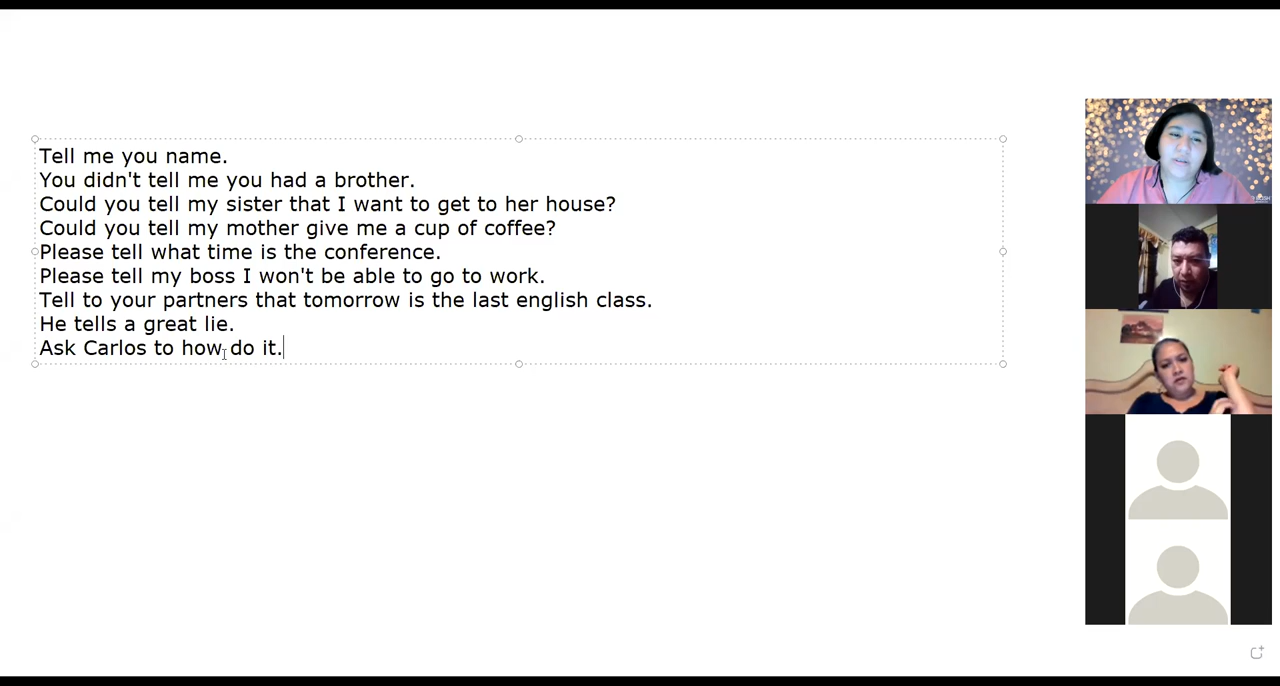 Tell me you name.
You didn't tell me you had a brother.
Could you tell my sister that I want to get to her house?
Could you tell my mother give me a cup of coffee?
Please tell what time is the conference.
Please tell my boss I won't be able to go to work.
Tell to your partners that tomorrow is the last english class.
He tells a great lie.
Ask Carlos to how do it.